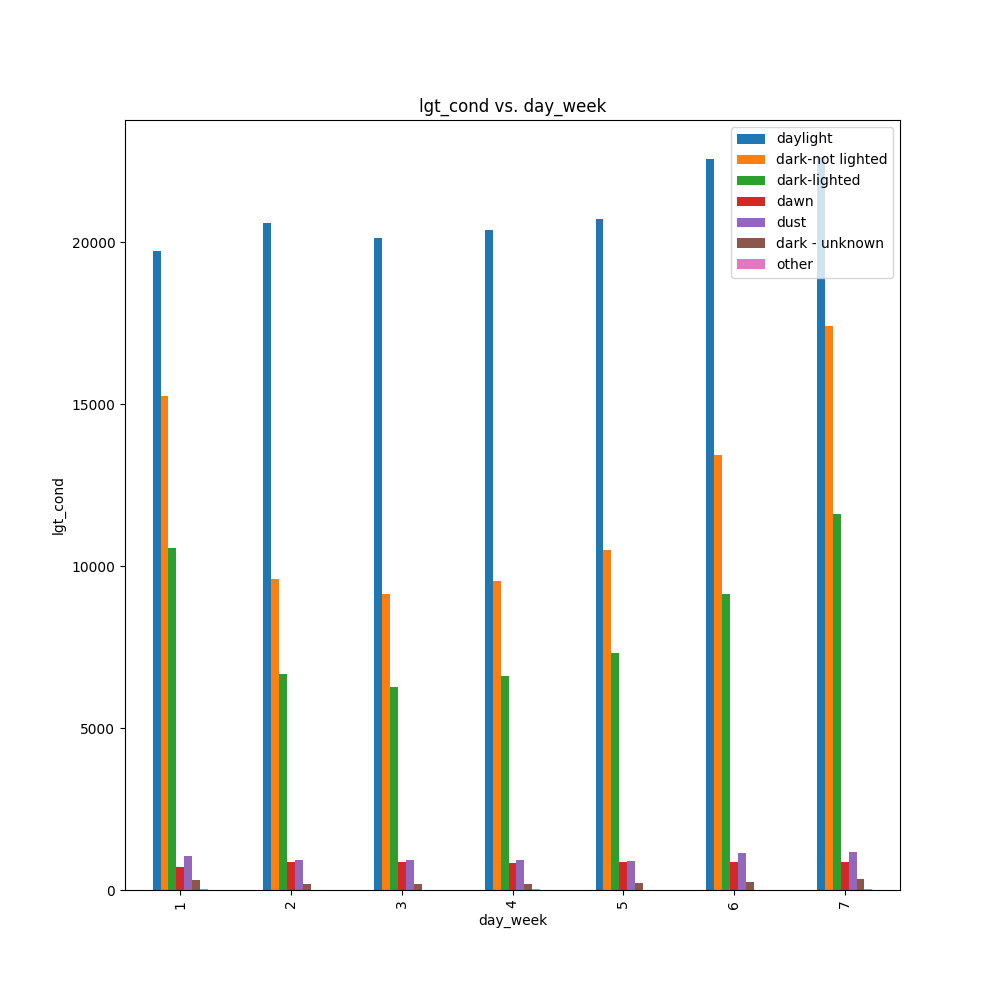 lgt_cond vs. day_week
daylight
dark-not lighted
dark-lighted
dawn
dust
dark - unknown
other
20000
15000
10000
5000
0
lgt_cond
1
2
3
4
5
6
7
day_week